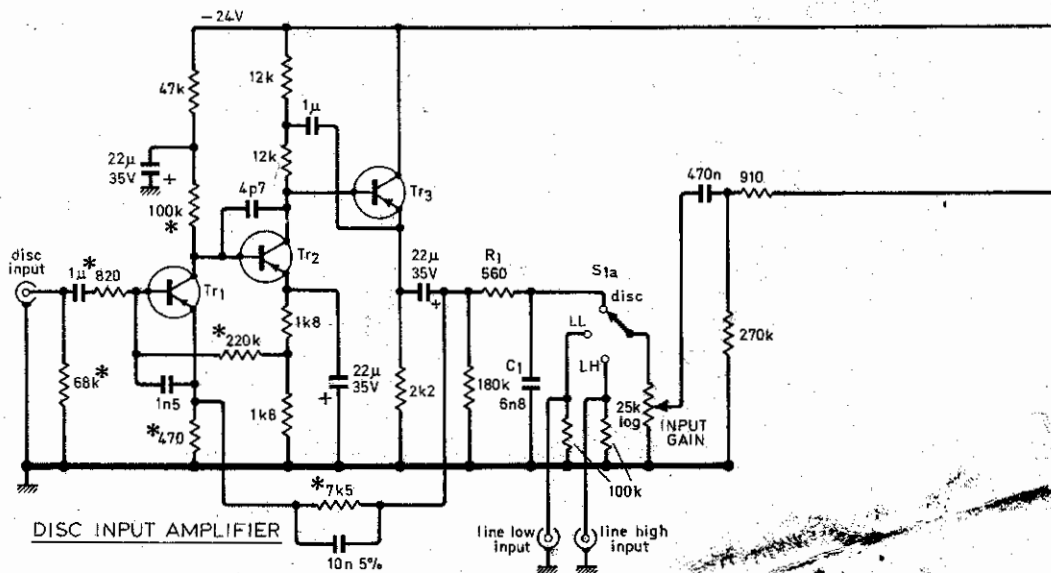 −24V
47k
12k
1μ
22μ
35V
+
12k
470n
910
4p7
100k
*
Tr3
disc
input
1μ
*
820
Tr1
Tr2
22μ
35V
+
R1
560
S1a
disc
LL
LH
1k8
*220k
270k
68k*
1n5
22μ
35V
+
2k2
180k
C1
6n8
25k
log
INPUT
GAIN
*470
1k8
100k
*7k5
DISC INPUT AMPLIFIER
10n 5%
line low
input
line high
input